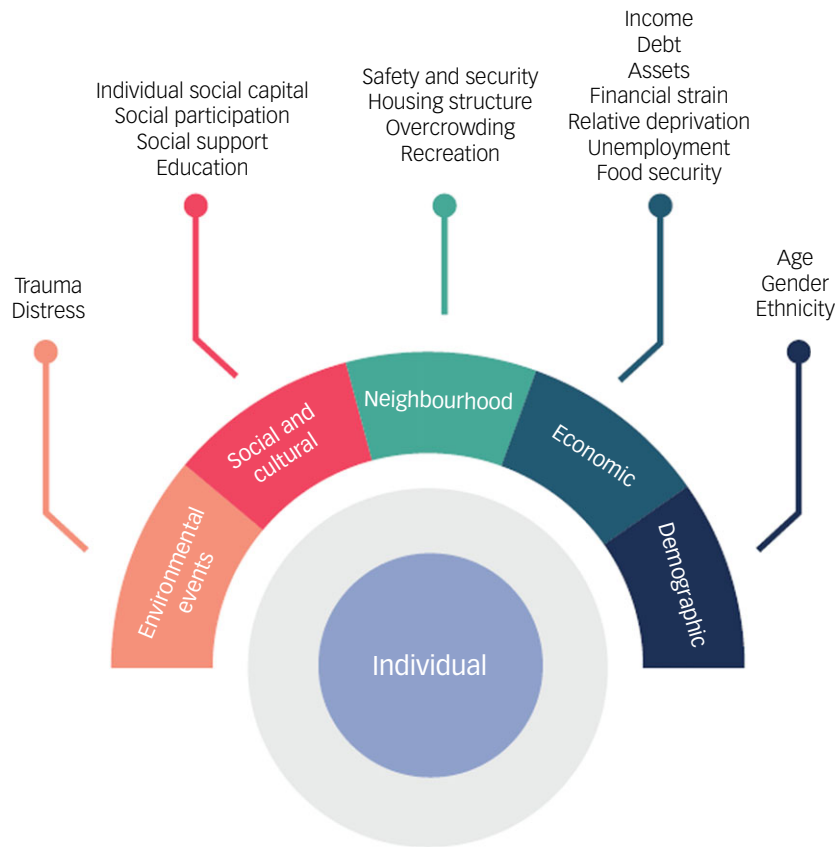 Trauma
Distress
Individual social capital
Social participation
Social support
Education
Safety and security
Housing structure
Overcrowding
Recreation
Income
Debt
Assets
Financial strain
Relative deprivation
Unemployment
Food security
Age
Gender
Ethnicity
Environmental
events
Social and
cultural
Neighbourhood
Economic
Demographic
Individual